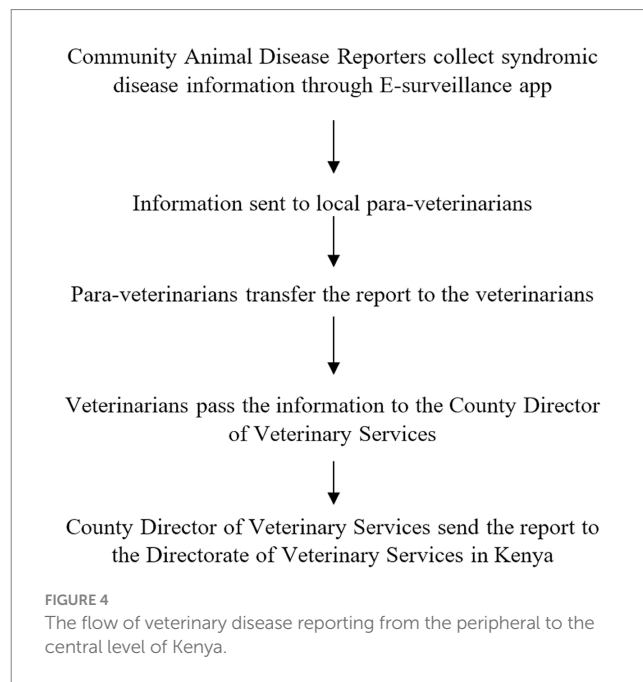 Community Animal Disease Reporters collect syndromic
disease information through E-surveillance app
Information sent to local para-veterinarians
Para-veterinarians transfer the report to the veterinarians
Veterinarians pass the information to the County Director
of Veterinary Services
County Director of Veterinary Services send the report to
the Directorate of Veterinary Services in Kenya
FIGURE 4
The flow of veterinary disease reporting from the peripheral to the
central level of Kenya.